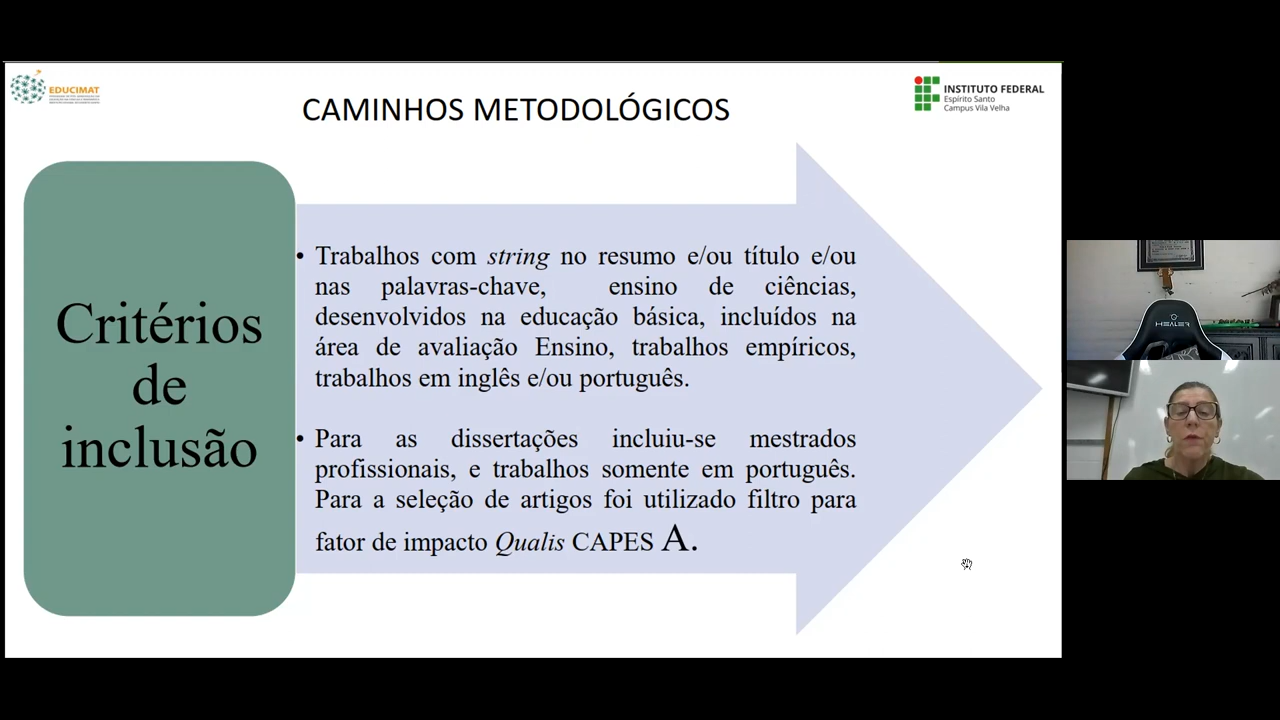 EDUCIMAT
CAMINHOS METODOLÓGICOS
INSTITUTO FEDERAL
Espírito Santo
Campus Vila Velha
Critérios
de
inclusão
• Trabalhos com string no resumo e/ou título e/ou
nas palavras-chave, ensino de ciências,
desenvolvidos na educação básica, incluídos na
área de avaliação Ensino, trabalhos empíricos,
trabalhos em inglês e/ou português.
• Para as dissertações incluiu-se mestrados
profissionais, e trabalhos somente em português.
Para a seleção de artigos foi utilizado filtro para
fator de impacto Qualis CAPES A.
HEALER